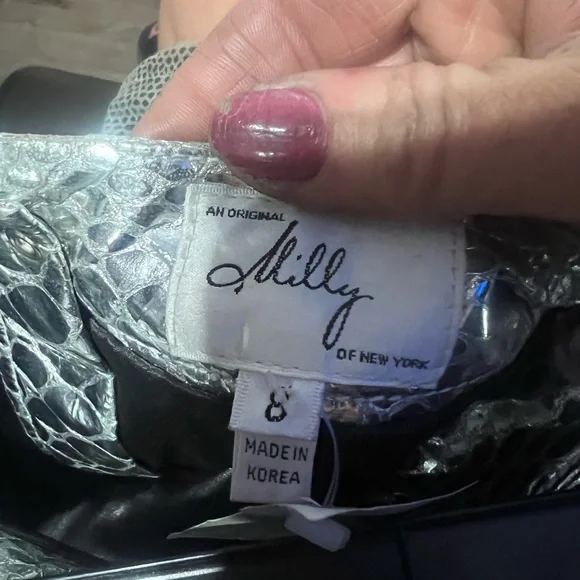 AN ORIGINAL
Milly
OF NEW YORK
8
MADE IN
KOREA